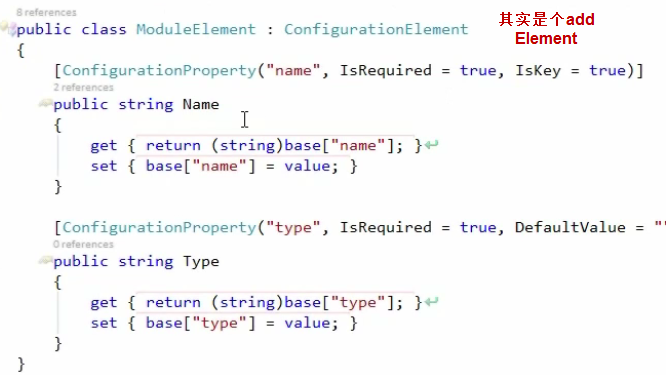 8 references
其实是个add
Element
public class ModuleElement : ConfigurationElement
{
[ConfigurationProperty("name", IsRequired = true, IsKey = true)]
2 references
public string Name
{
get { return (string)base["name"]; }
set { base["name"] = value; }
}
[ConfigurationProperty("type", IsRequired = true, DefaultValue = ""
0 references
public string Type
{
get { return (string)base["type"]; }
set { base["type"] = value; }
}
}